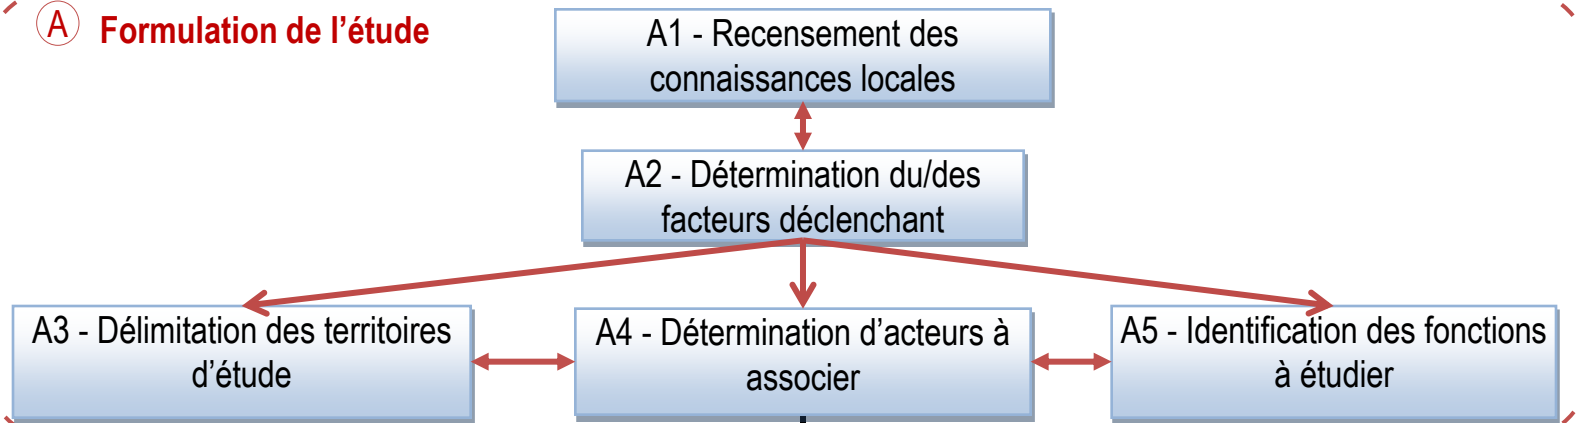 A Formulation de l’étude
A1 - Recensement des
connaissances locales
A2 - Détermination du/des
facteurs déclenchant
A3 - Délimitation des territoires
d’étude
A4 - Détermination d’acteurs à
associer
A5 - Identification des fonctions
à étudier